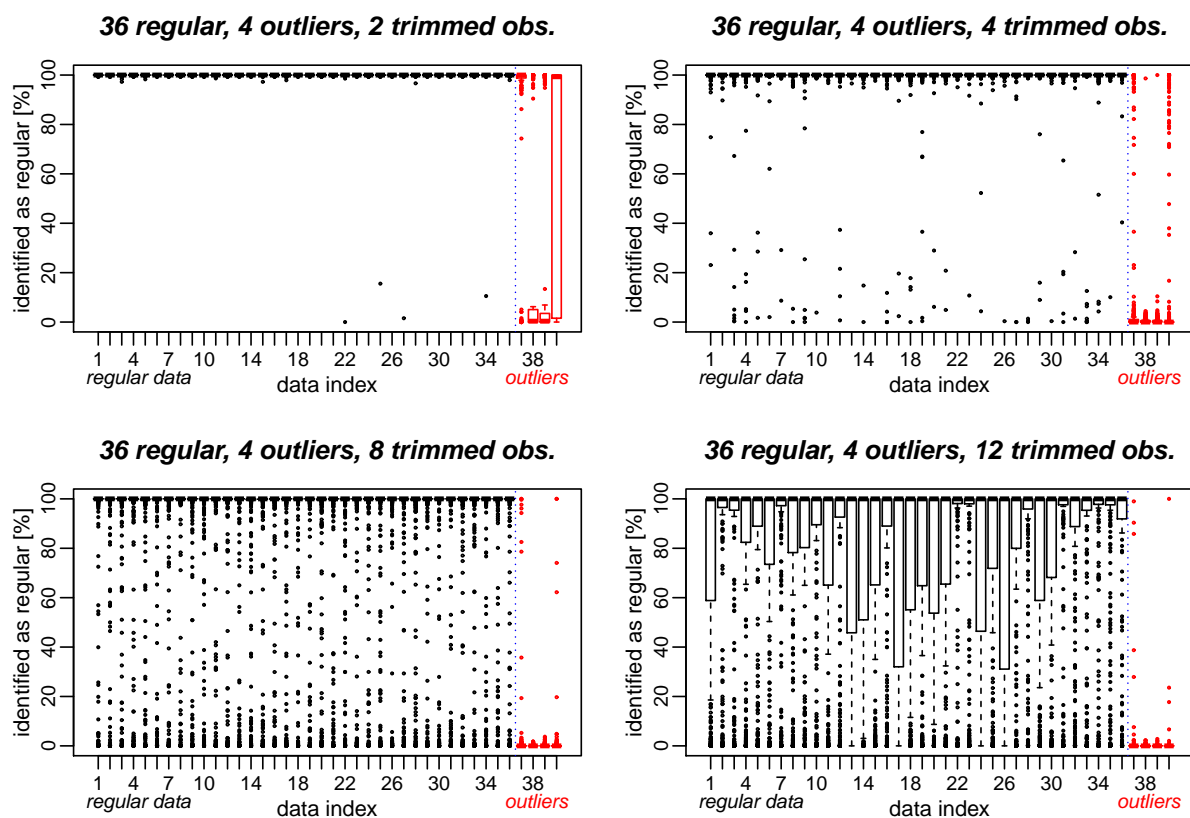 36 regular, 4 outliers, 2 trimmed obs.
identified as regular [%]
100
80
60
40
20
0
1 4 7 10 14 18 22 26 30 34 38
regular data
data index
outliers
36 regular, 4 outliers, 4 trimmed obs.
identified as regular [%]
100
80
60
40
20
0
1 4 7 10 14 18 22 26 30 34 38
regular data
data index
outliers
36 regular, 4 outliers, 8 trimmed obs.
identified as regular [%]
100
80
60
40
20
0
1 4 7 10 14 18 22 26 30 34 38
regular data
data index
outliers
36 regular, 4 outliers, 12 trimmed obs.
identified as regular [%]
100
80
60
40
20
0
1 4 7 10 14 18 22 26 30 34 38
regular data
data index
outliers